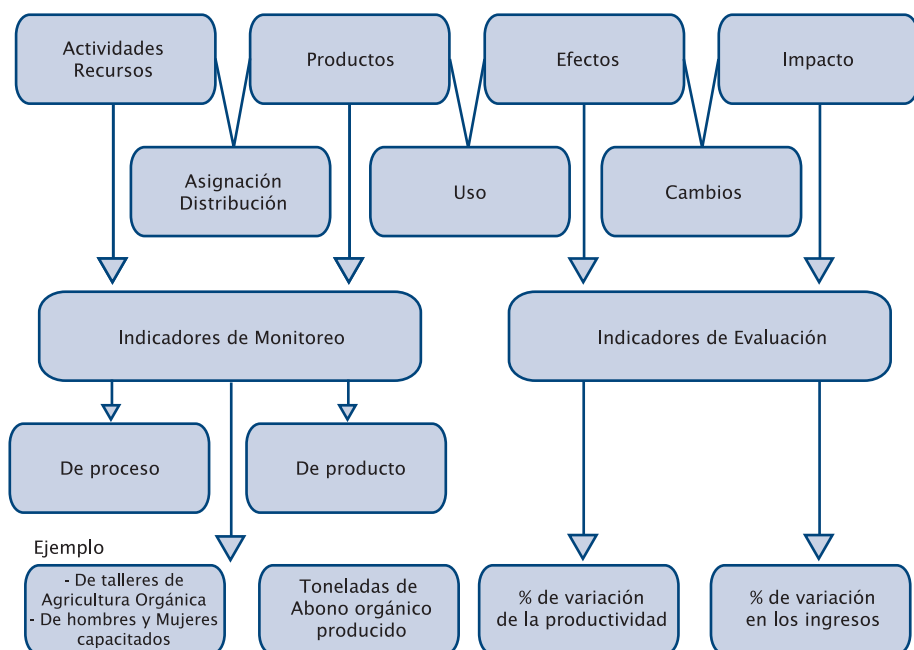 Actividades
Recursos
Productos
Efectos
Impacto
Asignación
Distribución
Uso
Cambios
Indicadores de Monitoreo
Indicadores de Evaluación
De proceso
De producto
Ejemplo
- De talleres de
Agricultura Orgánica
- De hombres y Mujeres
capacitados
Toneladas de
Abono orgánico
producido
% de variación
de la productividad
% de variación
en los ingresos